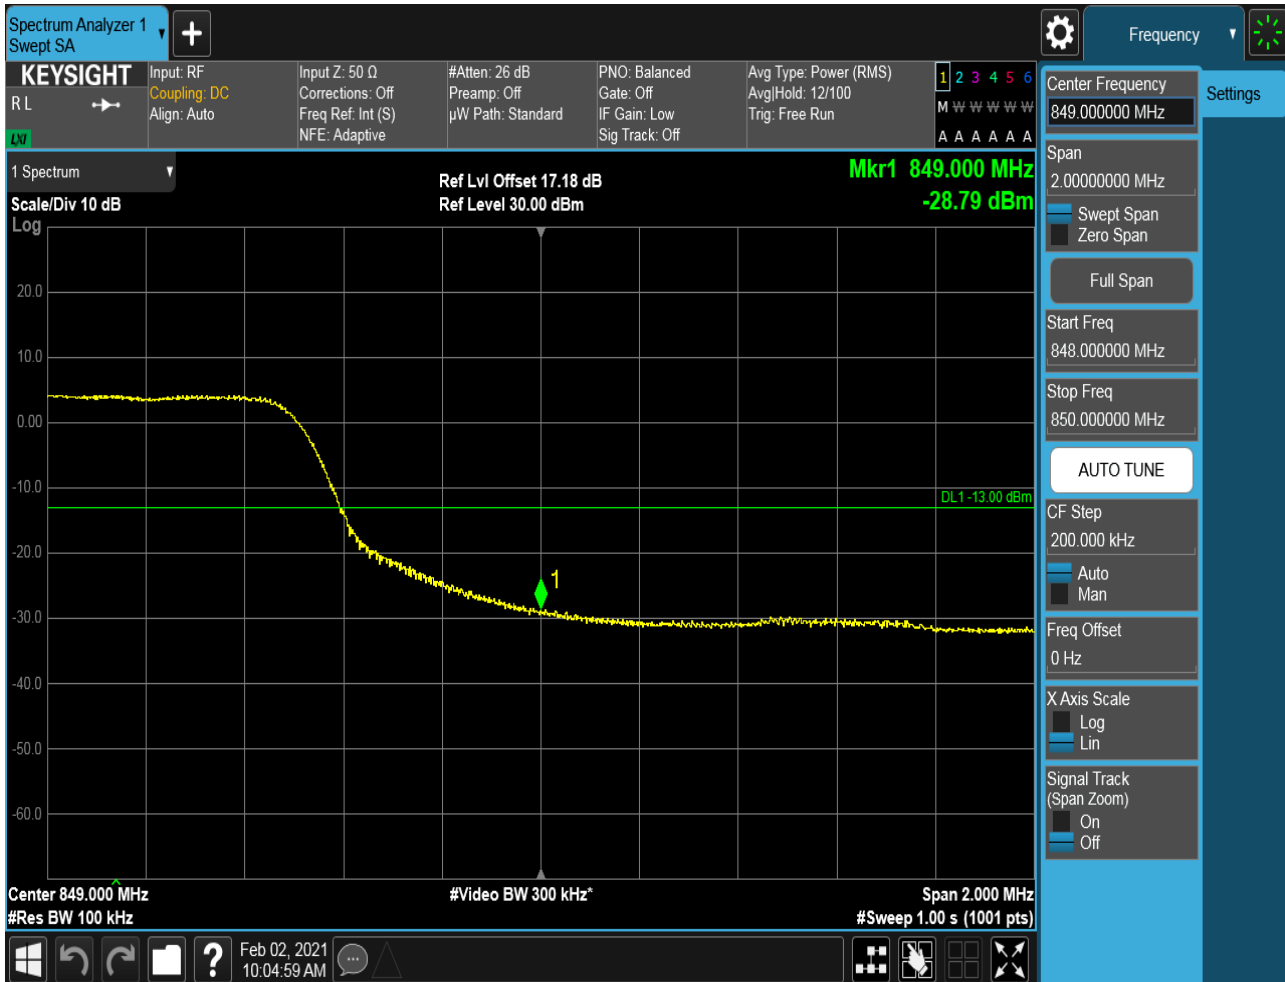 Spectrum Analyzer 1
Swept SA
+
Frequency
KEYSIGHT
R L
LXI
Input: RF
Coupling: DC
Align: Auto
Input Z: 50 Ω
Corrections: Off
Freq Ref: Int (S)
NFE: Adaptive
#Atten: 26 dB
Preamp: Off
µW Path: Standard
PNO: Balanced
Gate: Off
IF Gain: Low
Sig Track: Off
Avg Type: Power (RMS)
Avg|Hold: 12/100
Trig: Free Run
1 2 3 4 5 6
M W W W W W
A A A A A A
1 Spectrum
Scale/Div 10 dB
Log
Ref Lvl Offset 17.18 dB
Ref Level 30.00 dBm
Mkr1 849.000 MHz
-28.79 dBm
20.0
10.0
0.00
-10.0
-20.0
-30.0
-40.0
-50.0
-60.0
DL1 -13.00 dBm
1
Center 849.000 MHz
#Res BW 100 kHz
#Video BW 300 kHz*
Span 2.000 MHz
#Sweep 1.00 s (1001 pts)
?
Feb 02, 2021
10:04:59 AM
Center Frequency
849.000000 MHz
Span
2.00000000 MHz
Swept Span
Zero Span
Full Span
Start Freq
848.000000 MHz
Stop Freq
850.000000 MHz
AUTO TUNE
CF Step
200.000 kHz
Auto
Man
Freq Offset
0 Hz
X Axis Scale
Log
Lin
Signal Track
(Span Zoom)
On
Off
Settings